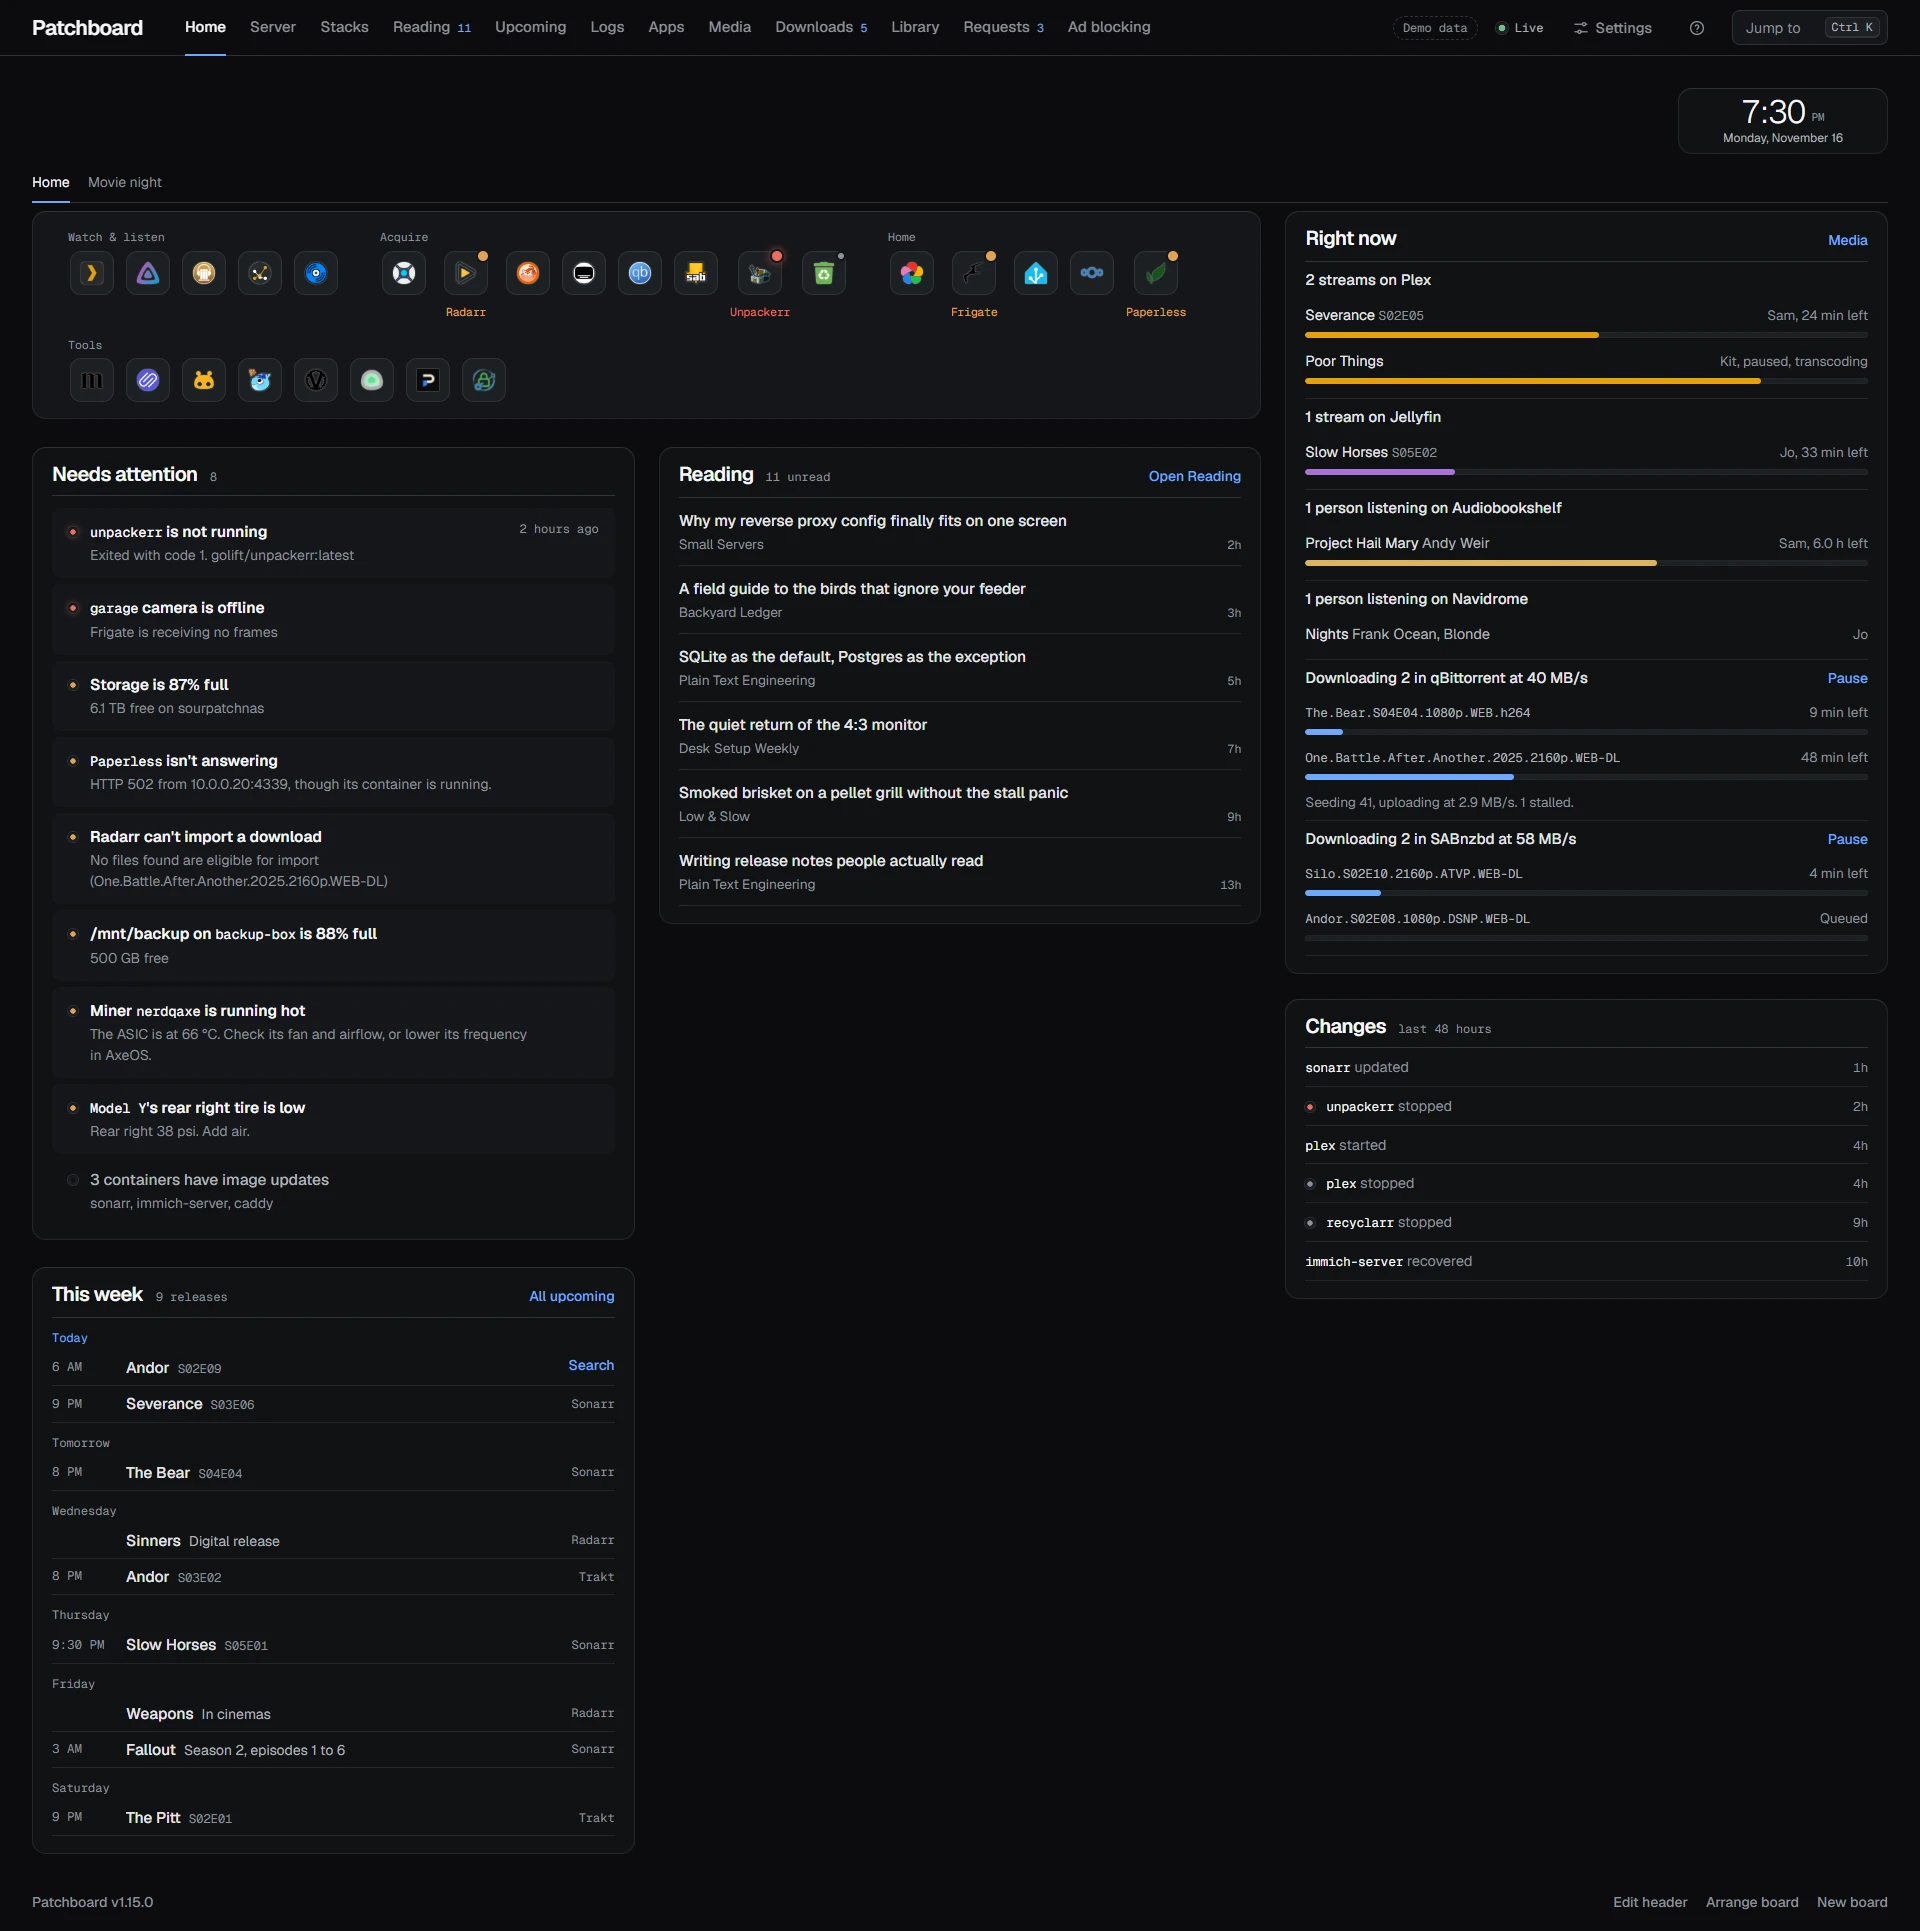 Patchboard
Home Server Stacks Reading 11 Upcoming Logs Apps Media Downloads 5 Library Requests 3 Ad blocking
Demo data Live Settings Jump to Ctrl K
7:30 PM
Monday, November 16
Home Movie night
Watch & listen
Acquire
qb
sab
Radarr
Unpackerr
Home
Frigate
Paperless
Tools
m
Needs attention 8
unpackerr is not running 2 hours ago
Exited with code 1. golift/unpackerr:latest
garage camera is offline
Frigate is receiving no frames
Storage is 87% full
6.1 TB free on sourpatchnas
Paperless isn't answering
HTTP 502 from 10.0.0.20:4339, though its container is running.
Radarr can't import a download
No files found are eligible for import
(One.Battle.After.Another.2025.2160p.WEB-DL)
/mnt/backup on backup-box is 88% full
500 GB free
Miner nerdqaxe is running hot
The ASIC is at 66 °C. Check its fan and airflow, or lower its frequency
in AxeOS.
Model Y's rear right tire is low
Rear right 38 psi. Add air.
3 containers have image updates
sonarr, immich-server, caddy
This week 9 releases All upcoming
Today
6 AM Andor S02E09 Search
9 PM Severance S03E06 Sonarr
Tomorrow
8 PM The Bear S04E04 Sonarr
Wednesday
Sinners Digital release Radarr
8 PM Andor S03E02 Trakt
Thursday
9:30 PM Slow Horses S05E01 Sonarr
Friday
Weapons In cinemas Radarr
3 AM Fallout Season 2, episodes 1 to 6 Sonarr
Saturday
9 PM The Pitt S02E01 Trakt
Reading 11 unread Open Reading
Why my reverse proxy config finally fits on one screen
Small Servers 2h
A field guide to the birds that ignore your feeder
Backyard Ledger 3h
SQLite as the default, Postgres as the exception
Plain Text Engineering 5h
The quiet return of the 4:3 monitor
Desk Setup Weekly 7h
Smoked brisket on a pellet grill without the stall panic
Low & Slow 9h
Writing release notes people actually read
Plain Text Engineering 13h
Right now Media
2 streams on Plex
Severance S02E05 Sam, 24 min left
Poor Things Kit, paused, transcoding
1 stream on Jellyfin
Slow Horses S05E02 Jo, 33 min left
1 person listening on Audiobookshelf
Project Hail Mary Andy Weir Sam, 6.0 h left
1 person listening on Navidrome
Nights Frank Ocean, Blonde Jo
Downloading 2 in qBittorrent at 40 MB/s Pause
The.Bear.S04E04.1080p.WEB.h264 9 min left
One.Battle.After.Another.2025.2160p.WEB-DL 48 min left
Seeding 41, uploading at 2.9 MB/s. 1 stalled.
Downloading 2 in SABnzbd at 58 MB/s Pause
Silo.S02E10.2160p.ATVP.WEB-DL 4 min left
Andor.S02E08.1080p.DSNP.WEB-DL Queued
Changes last 48 hours
sonarr updated 1h
unpackerr stopped 2h
plex started 4h
plex stopped 4h
recyclarr stopped 9h
immich-server recovered 10h
Patchboard v1.15.0
Edit header Arrange board New board